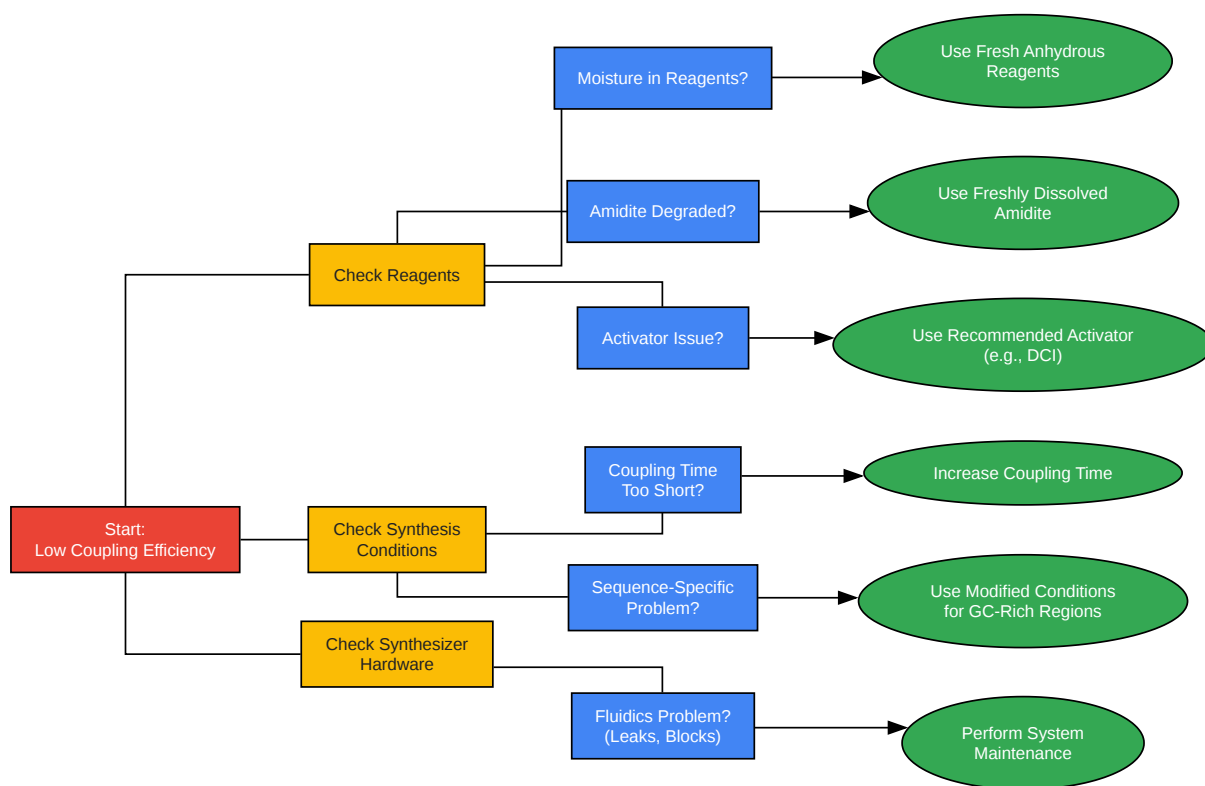 Use Fresh Anhydrous
Reagents
Moisture in Reagents?
Use Freshly Dissolved
Amidite
Amidite Degraded?
Check Reagents
Activator Issue?
Use Recommended Activator
(e.g., DCI)
Coupling Time
Too Short?
Increase Coupling Time
Start:
Low Coupling Efficiency
Check Synthesis
Conditions
Sequence-Specific
Problem?
Use Modified Conditions
for GC-Rich Regions
Check Synthesizer
Hardware
Fluidics Problem?
(Leaks, Blocks)
Perform System
Maintenance